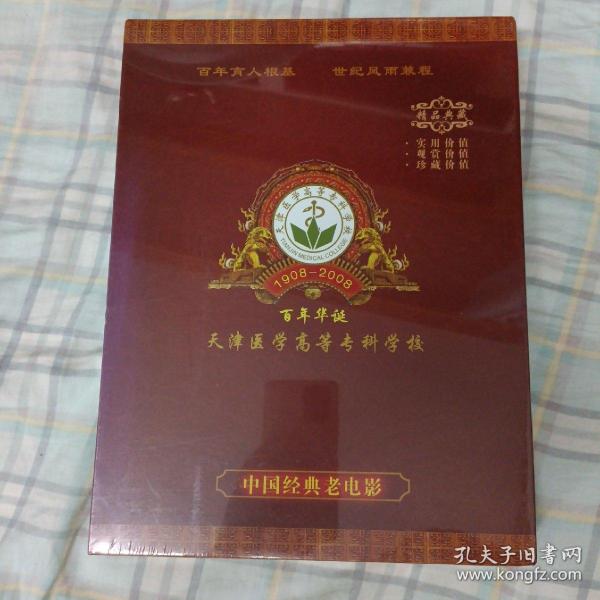 百年育人根基 世纪风雨兼程
精品典藏
·实用价值
·观赏价值
·珍藏价值
天津医学高等专科学校
TIANJIN MEDICAL COLLEGE
1908-2008
百年华诞
天津医学高等专科学校
中国经典老电影
孔夫子旧书网
www.kongfz.com